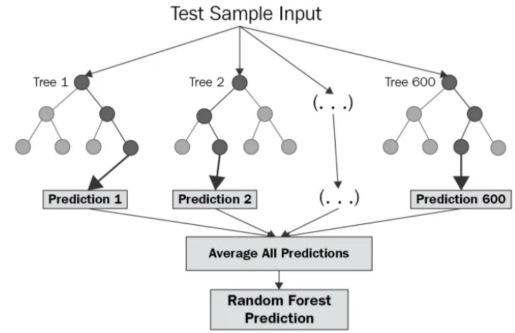 Test Sample Input
Tree 1
Tree 2
(. . .)
Tree 600
Prediction 1
Prediction 2
(. . .)
Prediction 600
Average All Predictions
Random Forest
Prediction